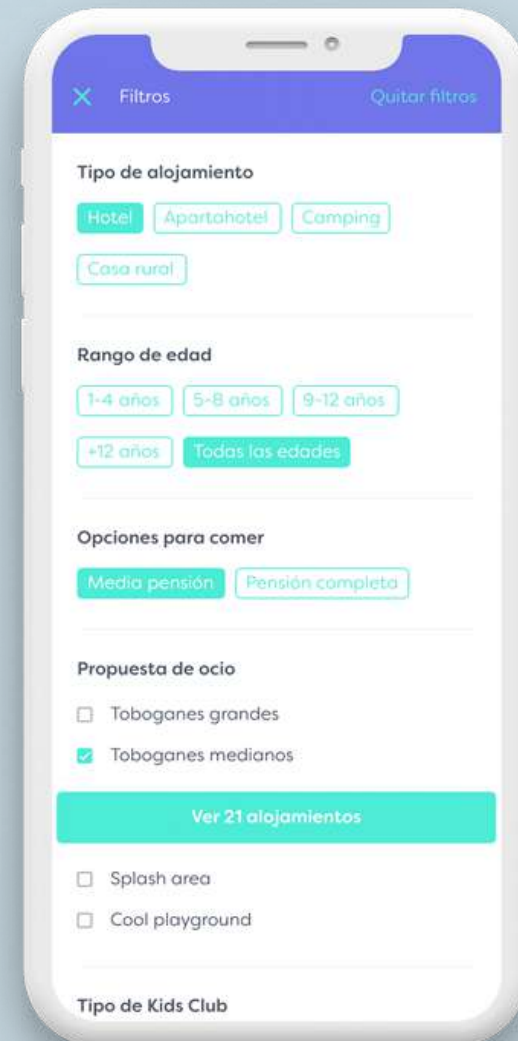 Filtros Quitar filtros
Tipo de alojamiento
Hotel Apartahotel Camping
Casa rural
Rango de edad
1-4 años 5-8 años 9-12 años
+12 años Todas las edades
Opciones para comer
Media pensión Pensión completa
Propuesta de ocio
Toboganes grandes
Toboganes medianos
Ver 21 alojamientos
Splash area
Cool playground
Tipo de Kids Club